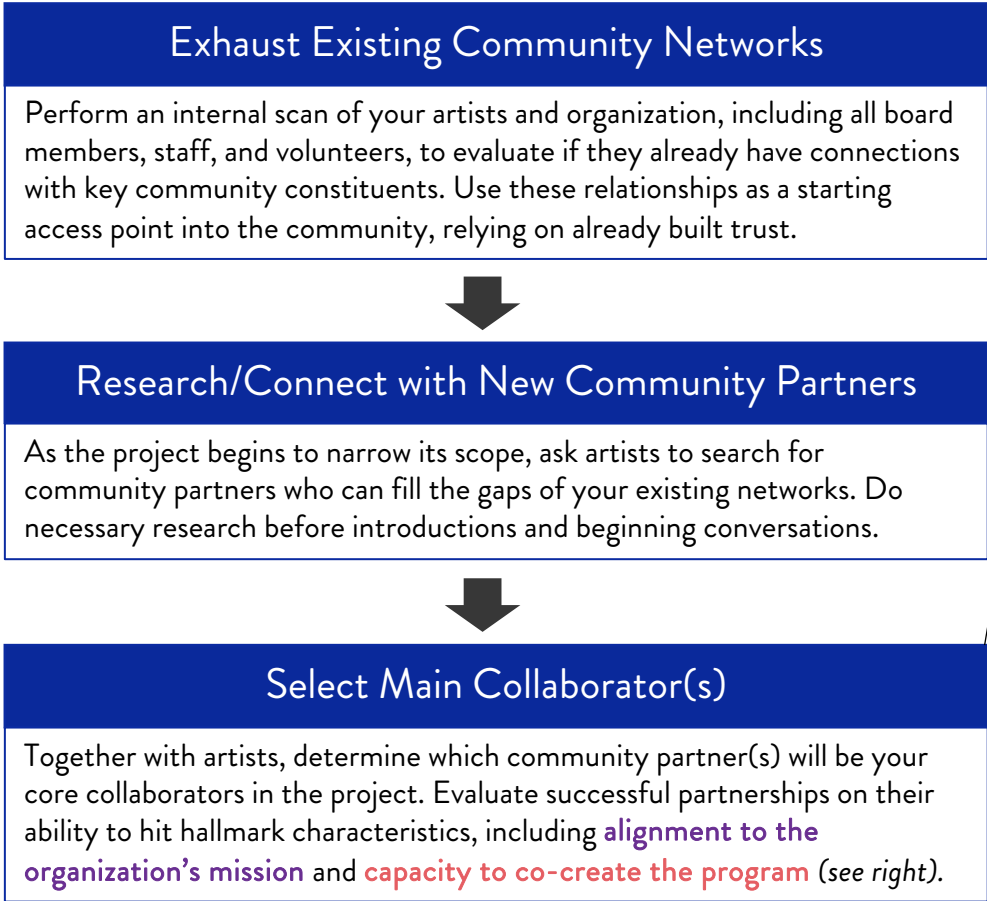 Exhaust Existing Community Networks
Perform an internal scan of your artists and organization, including all board
members, staff, and volunteers, to evaluate if they already have connections
with key community constituents. Use these relationships as a starting
access point into the community, relying on already built trust.
Research/Connect with New Community Partners
As the project begins to narrow its scope, ask artists to search for
community partners who can fill the gaps of your existing networks. Do
necessary research before introductions and beginning conversations.
Select Main Collaborator(s)
Together with artists, determine which community partner(s) will be your
core collaborators in the project. Evaluate successful partnerships on their
ability to hit hallmark characteristics, including alignment to the
organization’s mission and capacity to co-create the program (see right).